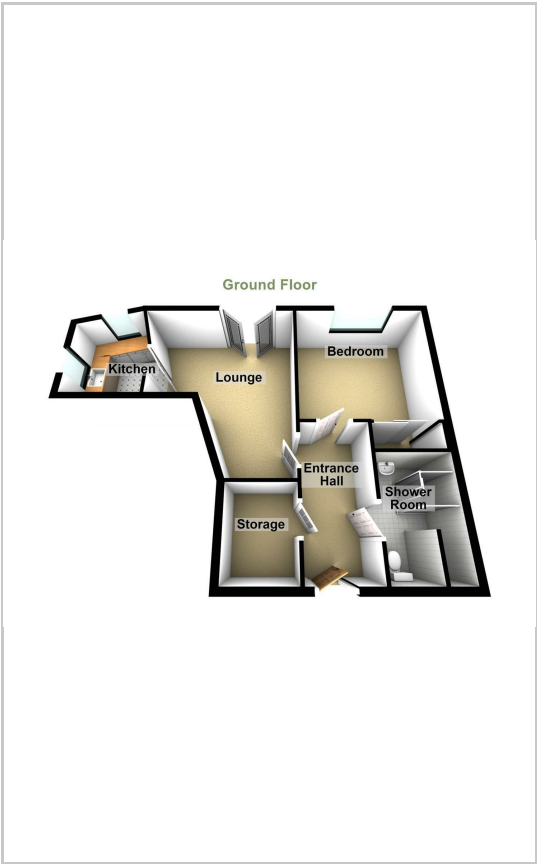 Ground Floor
Bedroom
Kitchen
Lounge
Entrance
Hall
Shower
Room
Storage